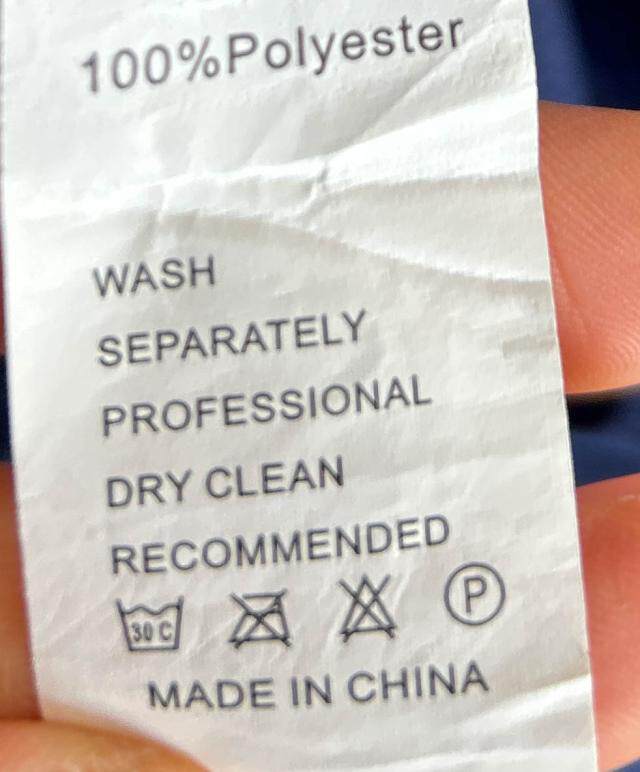 100%Polyester
WASH
SEPARATELY
PROFESSIONAL
DRY CLEAN
RECOMMENDED
30 C P
MADE IN CHINA